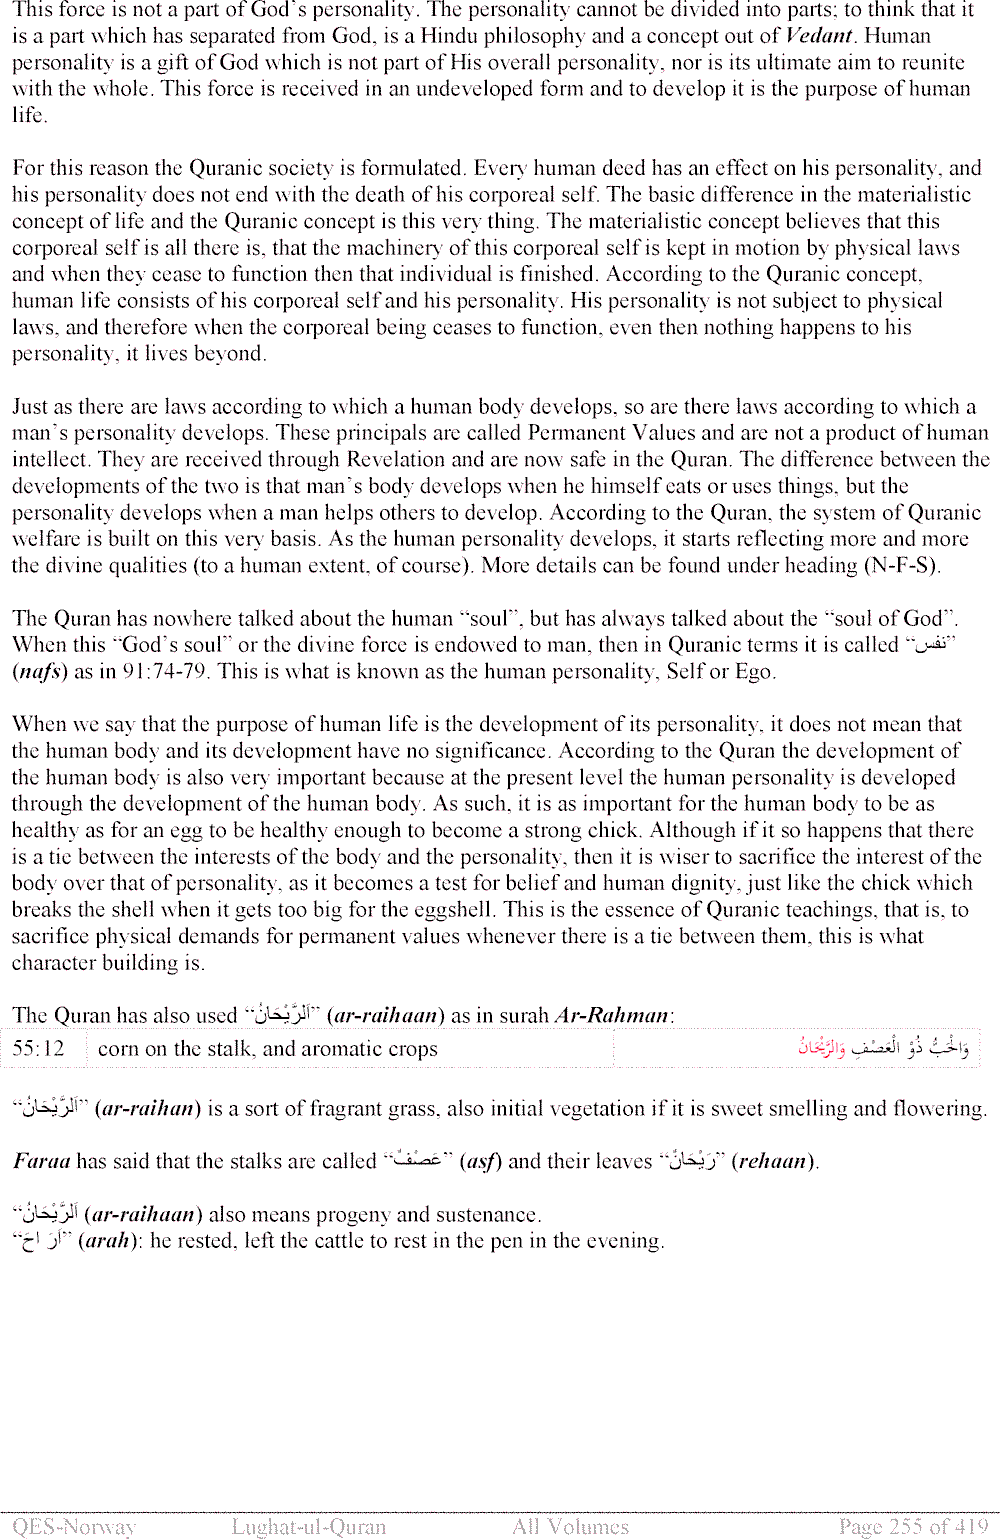 This force is not a part of God's personality. The personality cannot be divided into parts; to think that it
is a part which has separated from God, is a Hindu philosophy and a concept out of Vedant. Human
personality is a gift of God which is not part of His overall personality, nor is its ultimate aim to reunite
with the whole. This force is received in an undeveloped form and to develop it is the purpose of human
life.
For this reason the Quranic society is formulated. Every human deed has an effect on his personality, and
his personality does not end with the death of his corporeal self. The basic difference in the materialistic
concept of life and the Quranic concept is this very thing. The materialistic concept believes that this
corporeal self is all there is, that the machinery of this corporeal self is kept in motion by physical laws
and when they cease to function then that individual is finished. According to the Quranic concept,
human life consists of his corporeal self and his personality. His personality is not subject to physical
laws, and therefore when the corporeal being ceases to function, even then nothing happens to his
personality, it lives beyond.
Just as there are laws according to which a human body develops, so are there laws according to which a
man's personality develops. These principals are called Permanent Values and are not a product of human
intellect. They are received through Revelation and are now safe in the Quran. The difference between the
developments of the two is that man's body develops when he himself eats or uses things, but the
personality develops when a man helps others to develop. According to the Quran, the system of Quranic
welfare is built on this very basis. As the human personality develops, it starts reflecting more and more
the divine qualities (to a human extent, of course). More details can be found under heading (N-F-S).
The Quran has nowhere talked about the human “soul”, but has always talked about the “soul of God”.
When this “God's soul” or the divine force is endowed to man, then in Quranic terms it is called “نفس”
(nafs) as in 91:74-79. This is what is known as the human personality, Self or Ego.
When we say that the purpose of human life is the development of its personality, it does not mean that
the human body and its development have no significance. According to the Quran the development of
the human body is also very important because at the present level the human personality is developed
through the development of the human body. As such, it is as important for the human body to be as
healthy as for an egg to be healthy enough to become a strong chick. Although if it so happens that there
is a tie between the interests of the body and the personality, then it is wiser to sacrifice the interest of the
body over that of personality, as it becomes a test for belief and human dignity, just like the chick which
breaks the shell when it gets too big for the eggshell. This is the essence of Quranic teachings, that is, to
sacrifice physical demands for permanent values whenever there is a tie between them, this is what
character building is.
The Quran has also used “اَلرَّيْحَانُ” (ar-raihaan) as in surah Ar-Rahman:
55:12 corn on the stalk, and aromatic crops وَالْحَبُّ ذُوْ الْعَصْفِ وَالرَّيْحَانُ
“اَلرَّيْحَانُ” (ar-raihan) is a sort of fragrant grass, also initial vegetation if it is sweet smelling and flowering.
Faraa has said that the stalks are called “عَصْفٌ” (asf) and their leaves “رَيْحَانٌ” (rehaan).
“اَلرَّيْحَانُ (ar-raihaan) also means progeny and sustenance.
“اَرَ احَ” (arah): he rested, left the cattle to rest in the pen in the evening.
QES-Norway Lughat-ul-Quran All Volumes Page 255 of 419